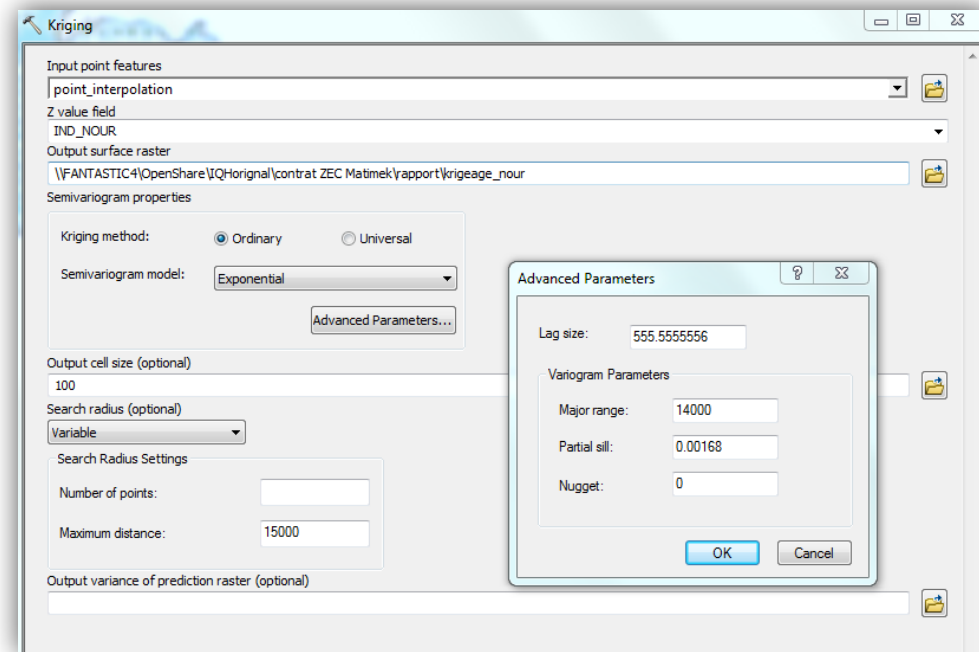 Kriging
Input point features
point_interpolation
Z value field
IND_NOUR
Output surface raster
\\FANTASTIC4\OpenShare\IQHorignal\contrat ZEC Matimek\rapport\krigeage_nour
Semivariogram properties
Kriging method:
Ordinary
Universal
Semivariogram model:
Exponential
Advanced Parameters...
Output cell size (optional)
100
Search radius (optional)
Variable
Search Radius Settings
Number of points:
Maximum distance:
15000
Output variance of prediction raster (optional)
Advanced Parameters
?
Lag size:
555.5555556
Variogram Parameters
Major range:
14000
Partial sill:
0.00168
Nugget:
0
OK
Cancel